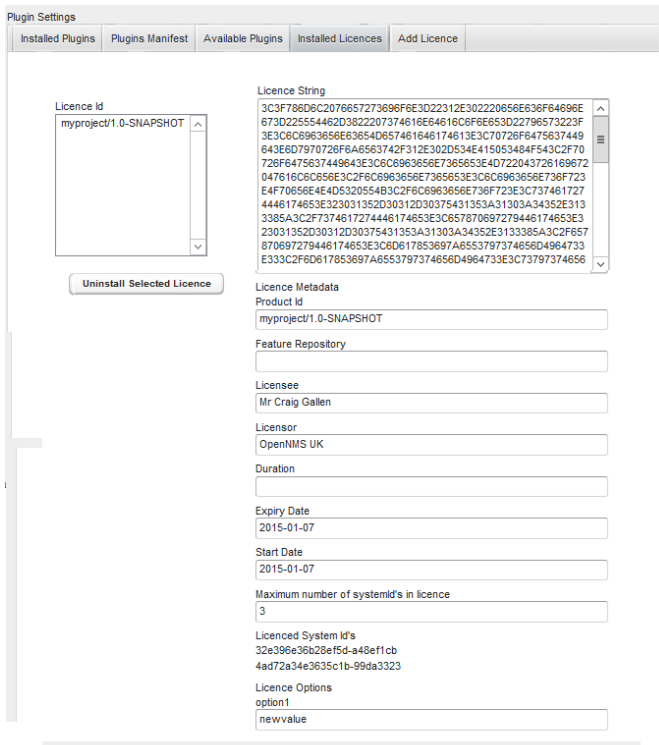 Plugin Settings
Installed Plugins Plugins Manifest Available Plugins Installed Licences Add Licence
Licence Id
myproject/1.0-SNAPSHOT
Uninstall Selected Licence
Licence String
3C3F786D6C2076657273696F6E3D22312E302220656E636F64696E
673D225554462D3822207374616E64616C6F6E653D22796573223F
3E3C6C6963656E63654D657461646174613E3C70726F6475637449
643E6D7970726F6A6563742F312E302D534E415053484F543C2F70
726F6475637449643E3C6C6963656E7365653E4D722043726169672
047616C6C656E3C2F6C6963656E7365653E3C6C6963656E736F723
E4F70656E4E4D5320554B3C2F6C6963656E736F723E3C737461727
4446174653E323031352D30312D30375431353A31303A34352E313
3385A3C2F7374617274446174653E3C657870697279446174653E3
23031352D30312D30375431353A31303A34352E3133385A3C2F657
870697279446174653E3C6D617853697A6553797374656D4964733
E333C2F6D617853697A6553797374656D4964733E3C73797374656
Licence Metadata
Product Id
myproject/1.0-SNAPSHOT
Feature Repository
Licensee
Mr Craig Gallen
Licensor
OpenNMS UK
Duration
Expiry Date
2015-01-07
Start Date
2015-01-07
Maximum number of systemId's in licence
3
Licenced System Id's
32e396e36b28ef5d-a48ef1cb
4ad72a34e3635c1b-99da3323
Licence Options
option1
newvalue